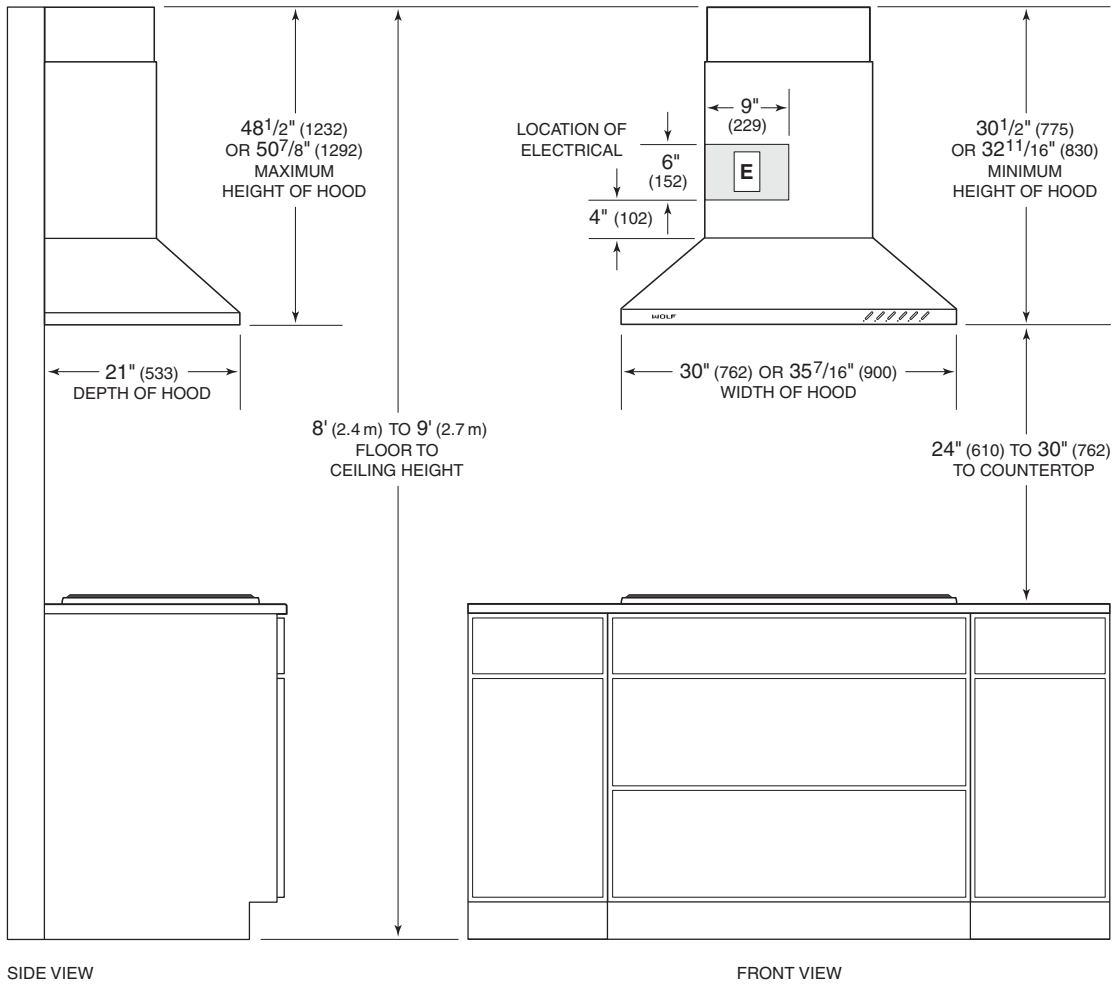 48 1/2" (1232)
OR 50 7/8" (1292)
MAXIMUM
HEIGHT OF HOOD
21" (533)
DEPTH OF HOOD
8' (2.4 m) TO 9' (2.7 m)
FLOOR TO
CEILING HEIGHT
LOCATION OF
ELECTRICAL
9"
(229)
6"
(152)
E
4" (102)
30 1/2" (775)
OR 32 11/16" (830)
MINIMUM
HEIGHT OF HOOD
WOLF
30" (762) OR 35 7/16" (900)
WIDTH OF HOOD
24" (610) TO 30" (762)
TO COUNTERTOP
SIDE VIEW
FRONT VIEW